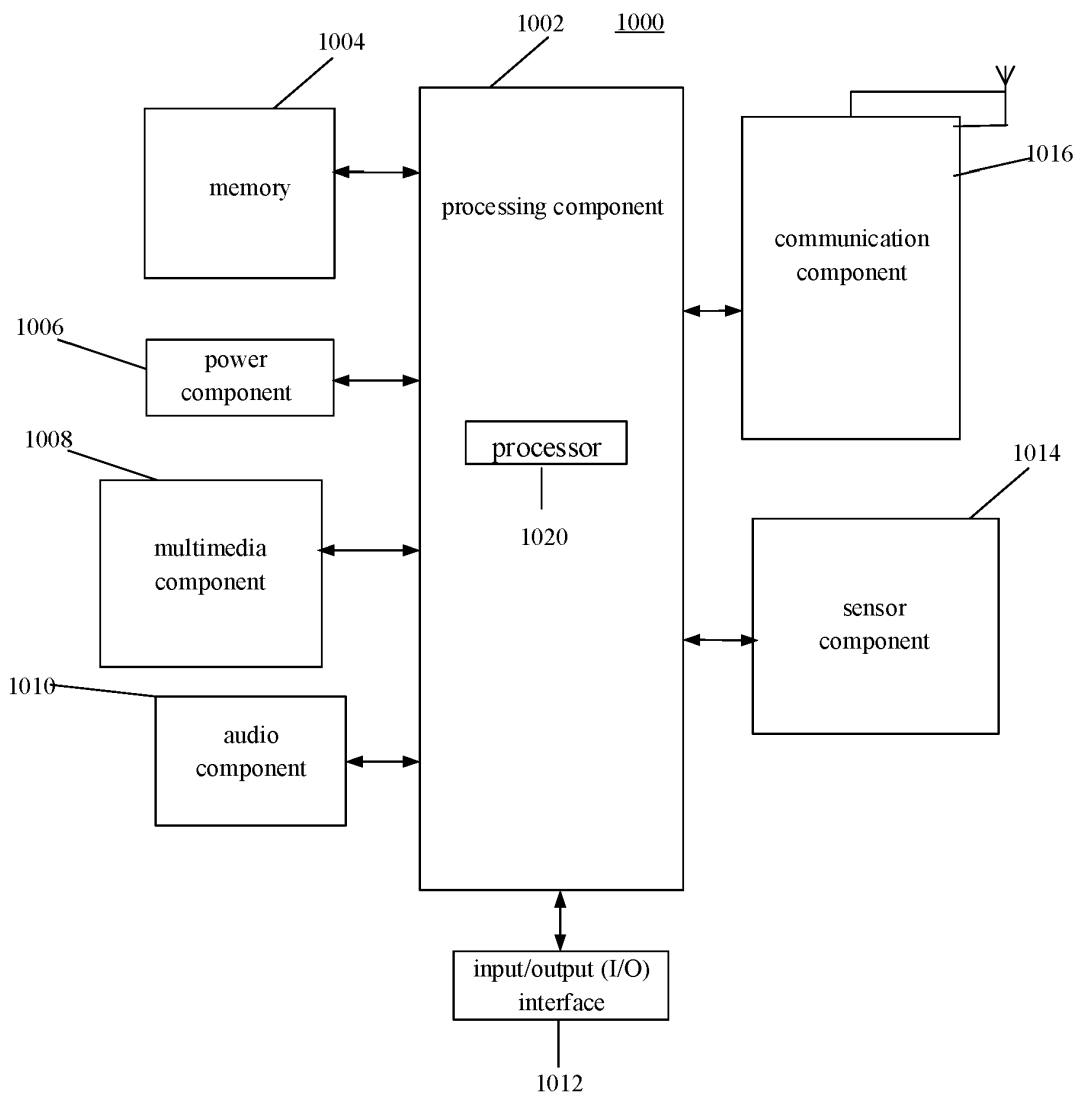 1002
1000
1004
1016
memory
processing component
communication
component
1006
power
component
1008
processor
1014
1020
multimedia
component
sensor
component
1010
audio
component
input/output (I/O)
interface
1012